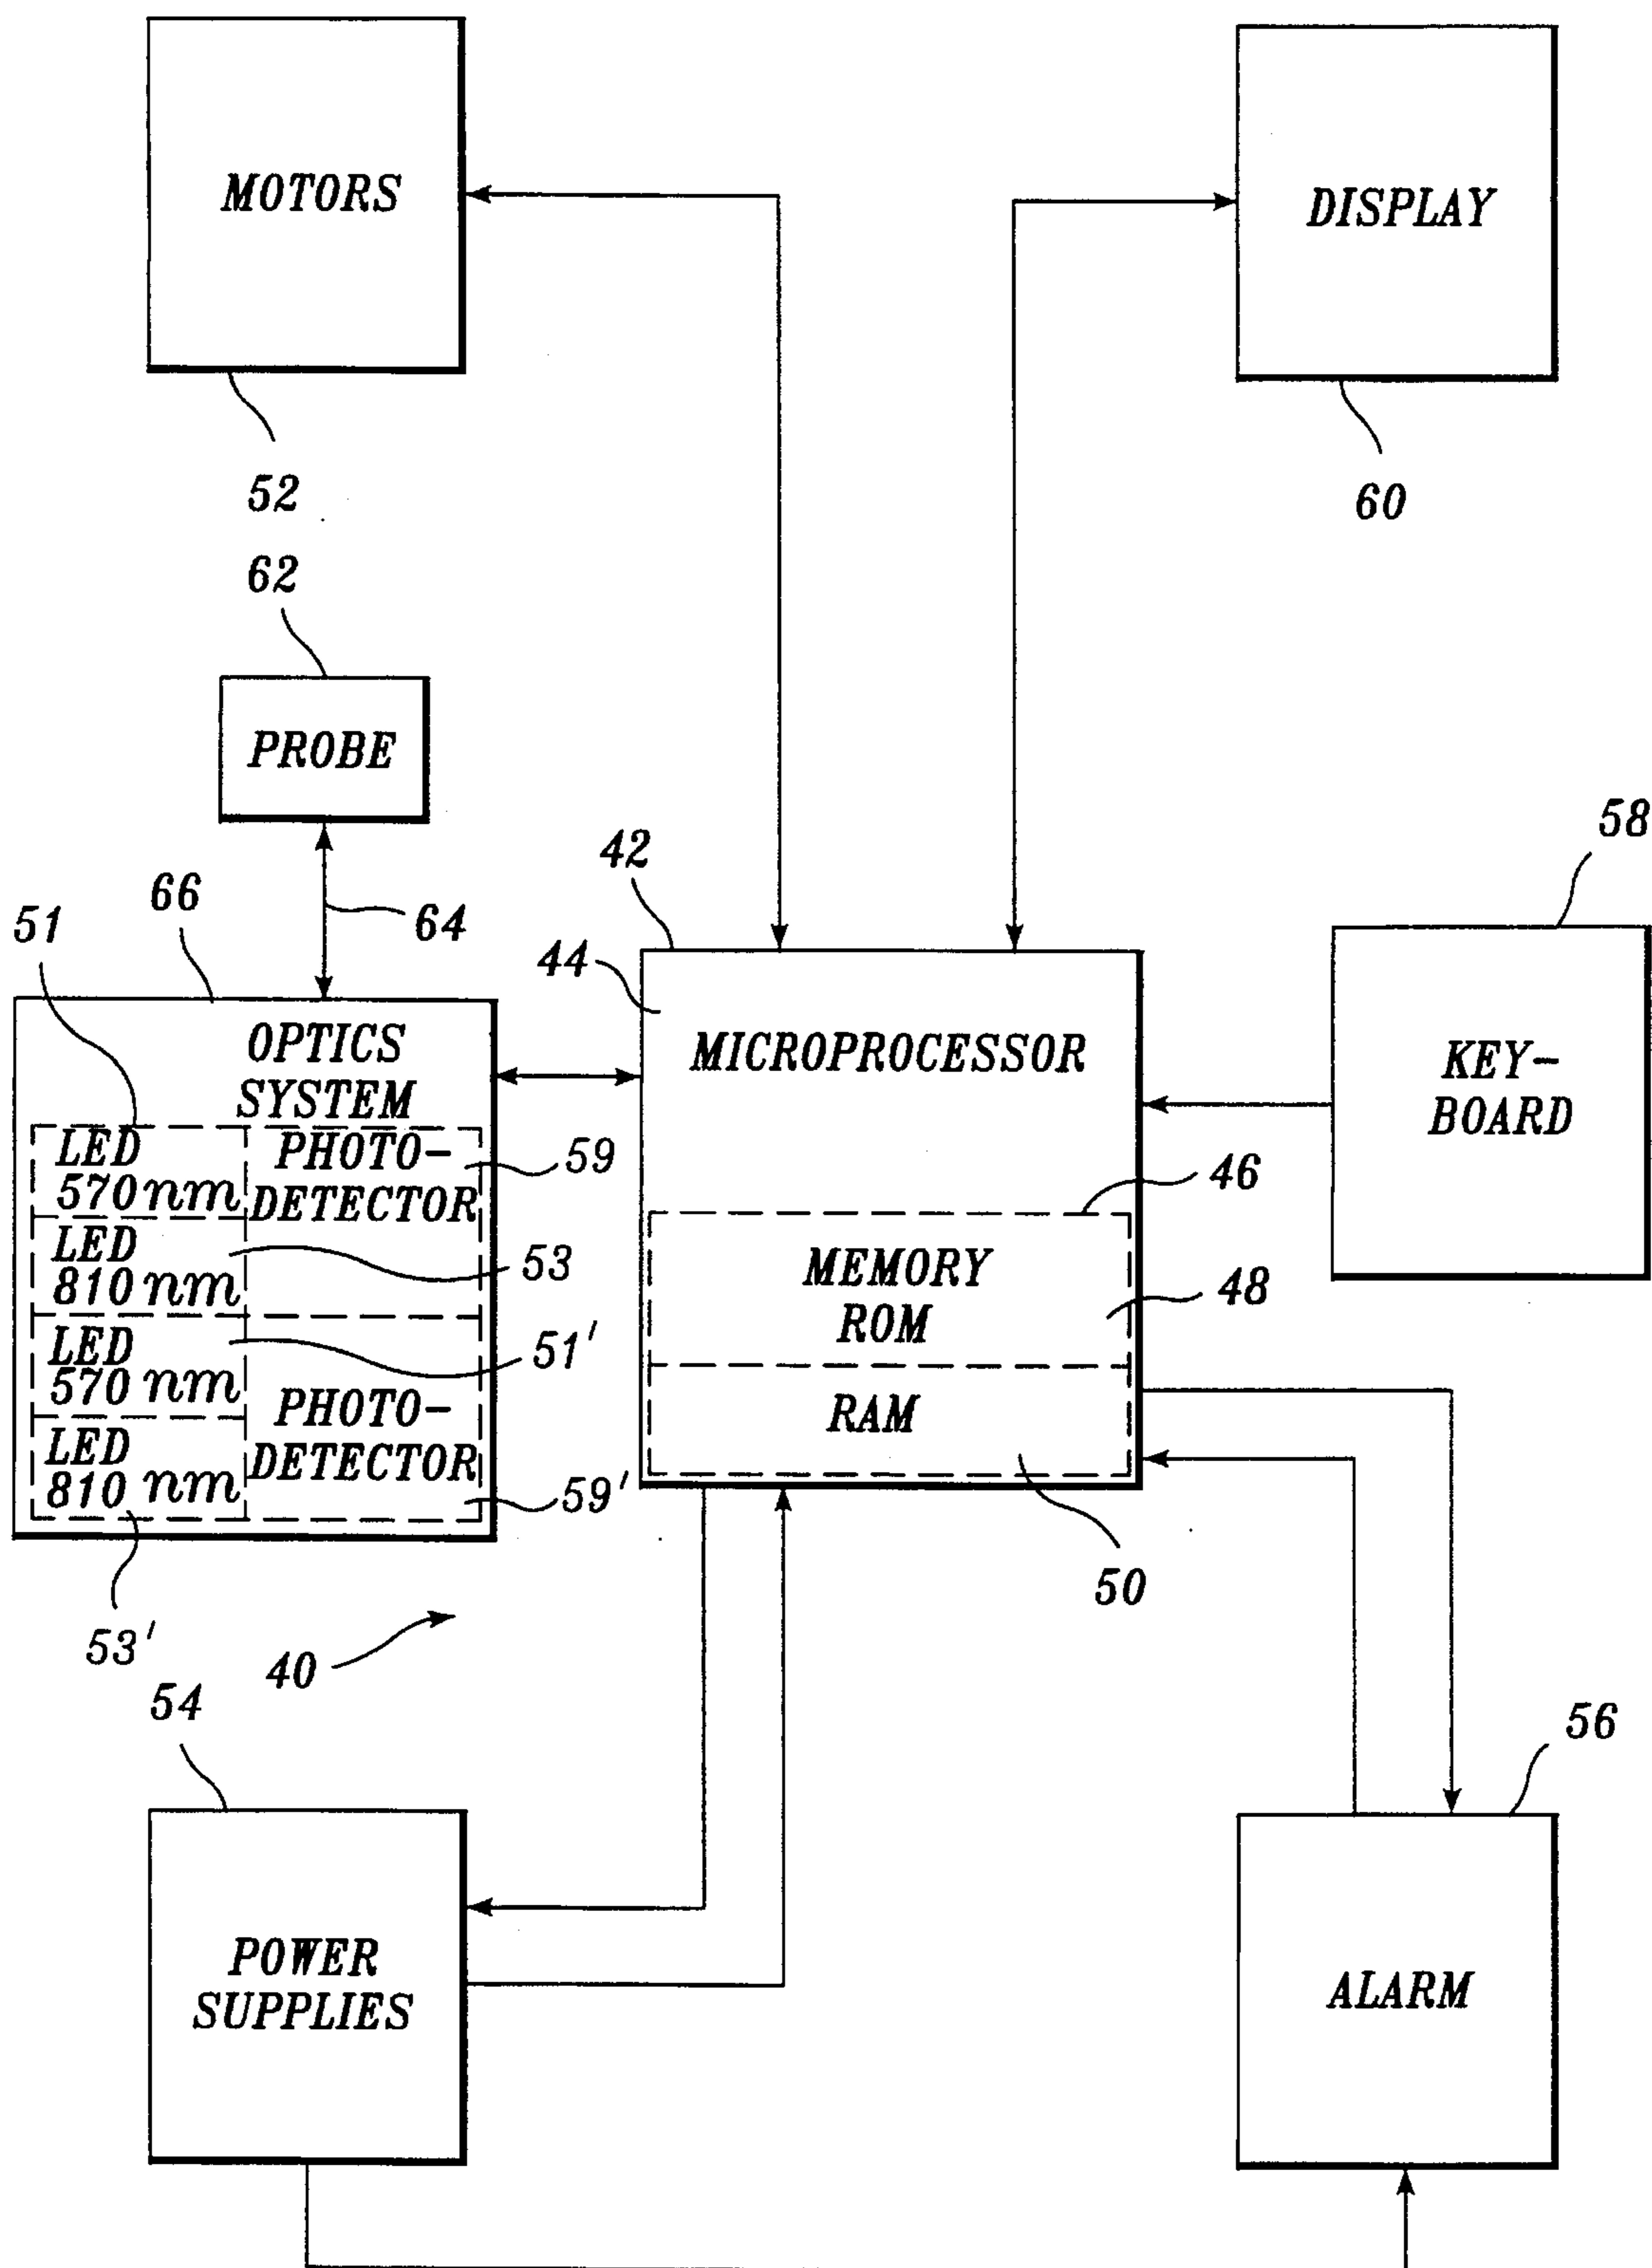 MOTORS
DISPLAY
52
60
62
PROBE
58
42
66
64
51
44
OPTICS
SYSTEM
MICROPROCESSOR
KEY-
BOARD
LED
570 nm
PHOTO-
DETECTOR
59
46
LED
810 nm
53
MEMORY
ROM
48
LED
570 nm
51'
PHOTO-
DETECTOR
RAM
LED
810 nm
59'
50
53'
40
54
56
POWER
SUPPLIES
ALARM